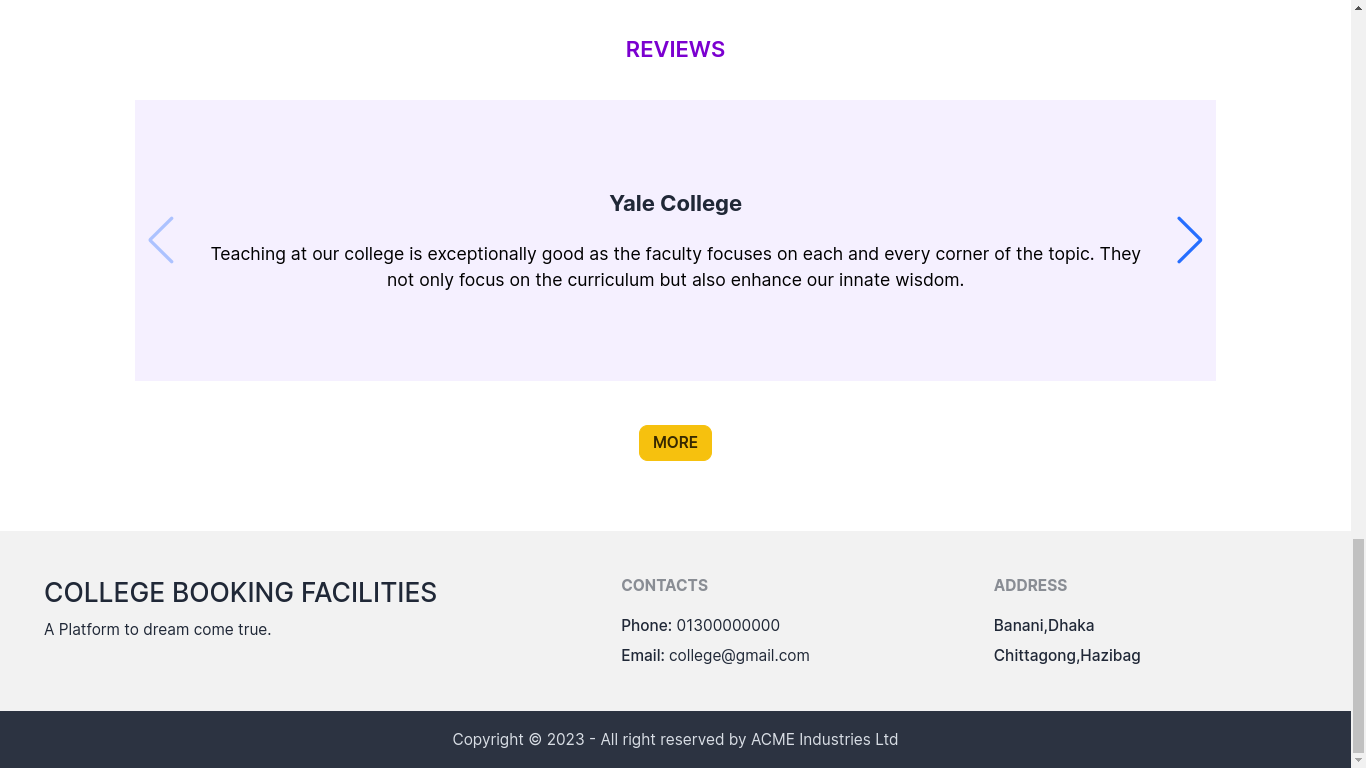 REVIEWS
Yale College
Teaching at our college is exceptionally good as the faculty focuses on each and every corner of the topic. They
not only focus on the curriculum but also enhance our innate wisdom.
MORE
COLLEGE BOOKING FACILITIES
A Platform to dream come true.
CONTACTS
Phone: 01300000000
Email: college@gmail.com
ADDRESS
Banani,Dhaka
Chittagong,Hazibag
Copyright © 2023 - All right reserved by ACME Industries Ltd